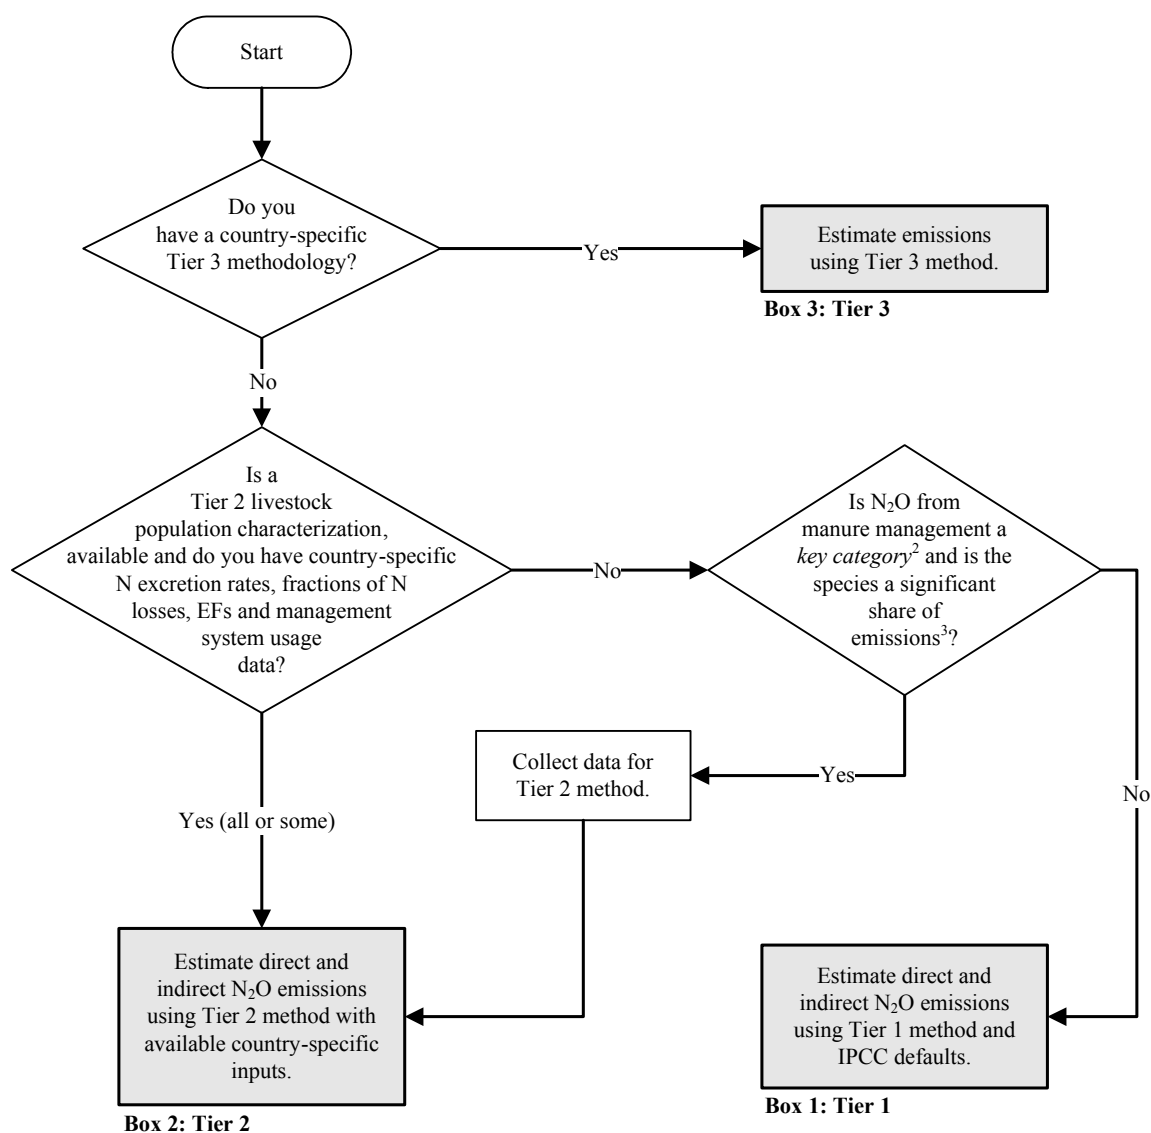 Start
Do you
have a country-specific
Tier 3 methodology?
Yes
Estimate emissions
using Tier 3 method.
Box 3: Tier 3
No
Is a
Tier 2 livestock
population characterization,
available and do you have country-specific
N excretion rates, fractions of N
losses, EFs and management
system usage
data?
No
Is N₂O from
manure management a
key category² and is the
species a significant
share of
emissions³?
Collect data for
Tier 2 method.
Yes
No
Yes (all or some)
Estimate direct and
indirect N₂O emissions
using Tier 2 method with
available country-specific
inputs.
Box 2: Tier 2
Estimate direct and
indirect N₂O emissions
using Tier 1 method and
IPCC defaults.
Box 1: Tier 1